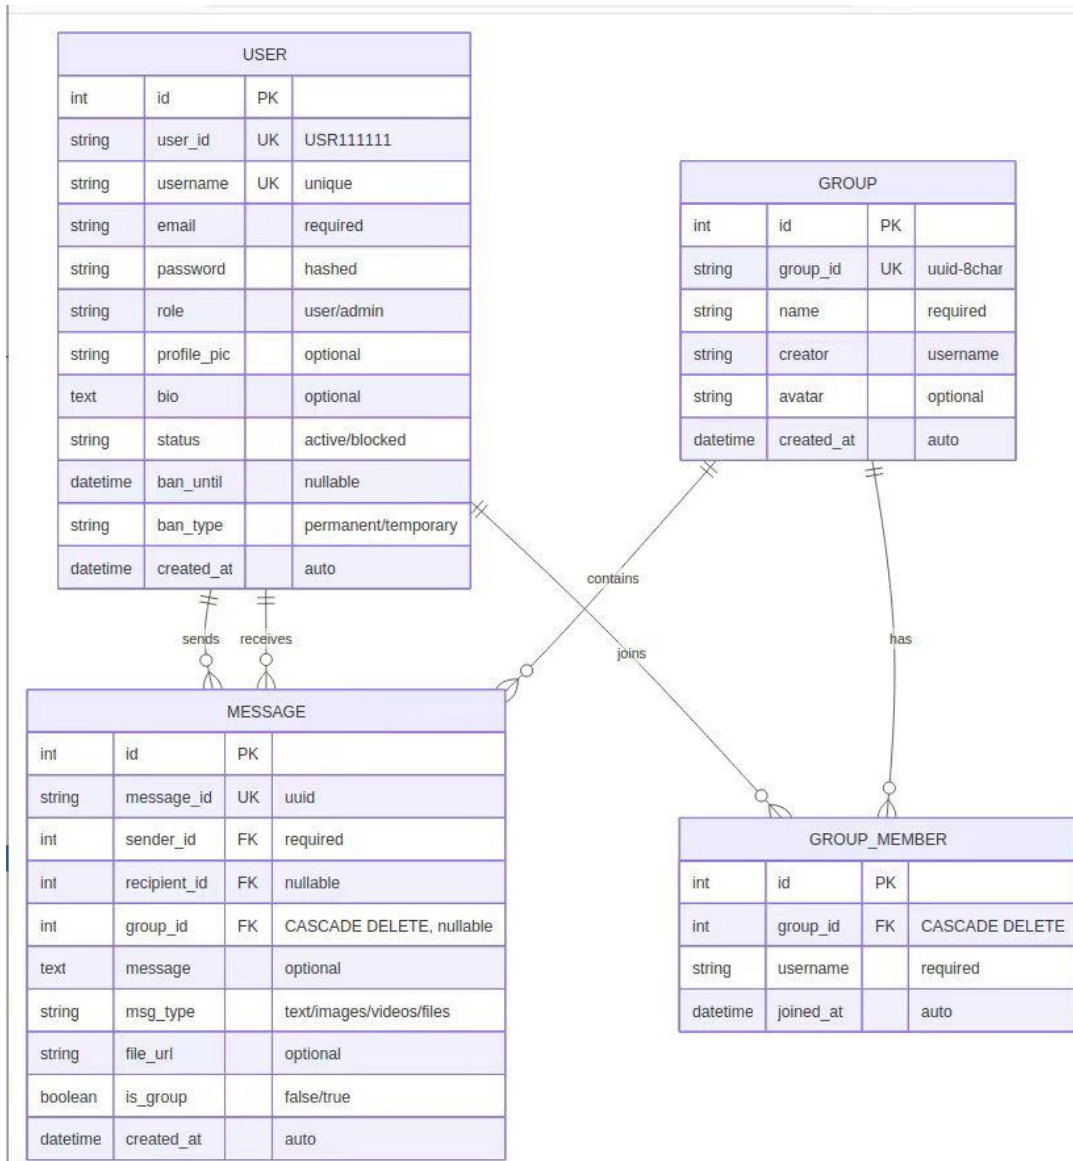 USER
int id PK
string user_id UK USR111111
string username UK unique
string email required
string password hashed
string role user/admin
string profile_pic optional
text bio optional
string status active/blocked
datetime ban_until nullable
string ban_type permanent/temporary
datetime created_at auto
GROUP
int id PK
string group_id UK uuid-8char
string name required
string creator username
string avatar optional
datetime created_at auto
contains
sends
receives
joins
has
MESSAGE
int id PK
string message_id UK uuid
int sender_id FK required
int recipient_id FK nullable
int group_id FK CASCADE DELETE, nullable
text message optional
string msg_type text/images/videos/files
string file_url optional
boolean is_group false/true
datetime created_at auto
GROUP_MEMBER
int id PK
int group_id FK CASCADE DELETE
string username required
datetime joined_at auto